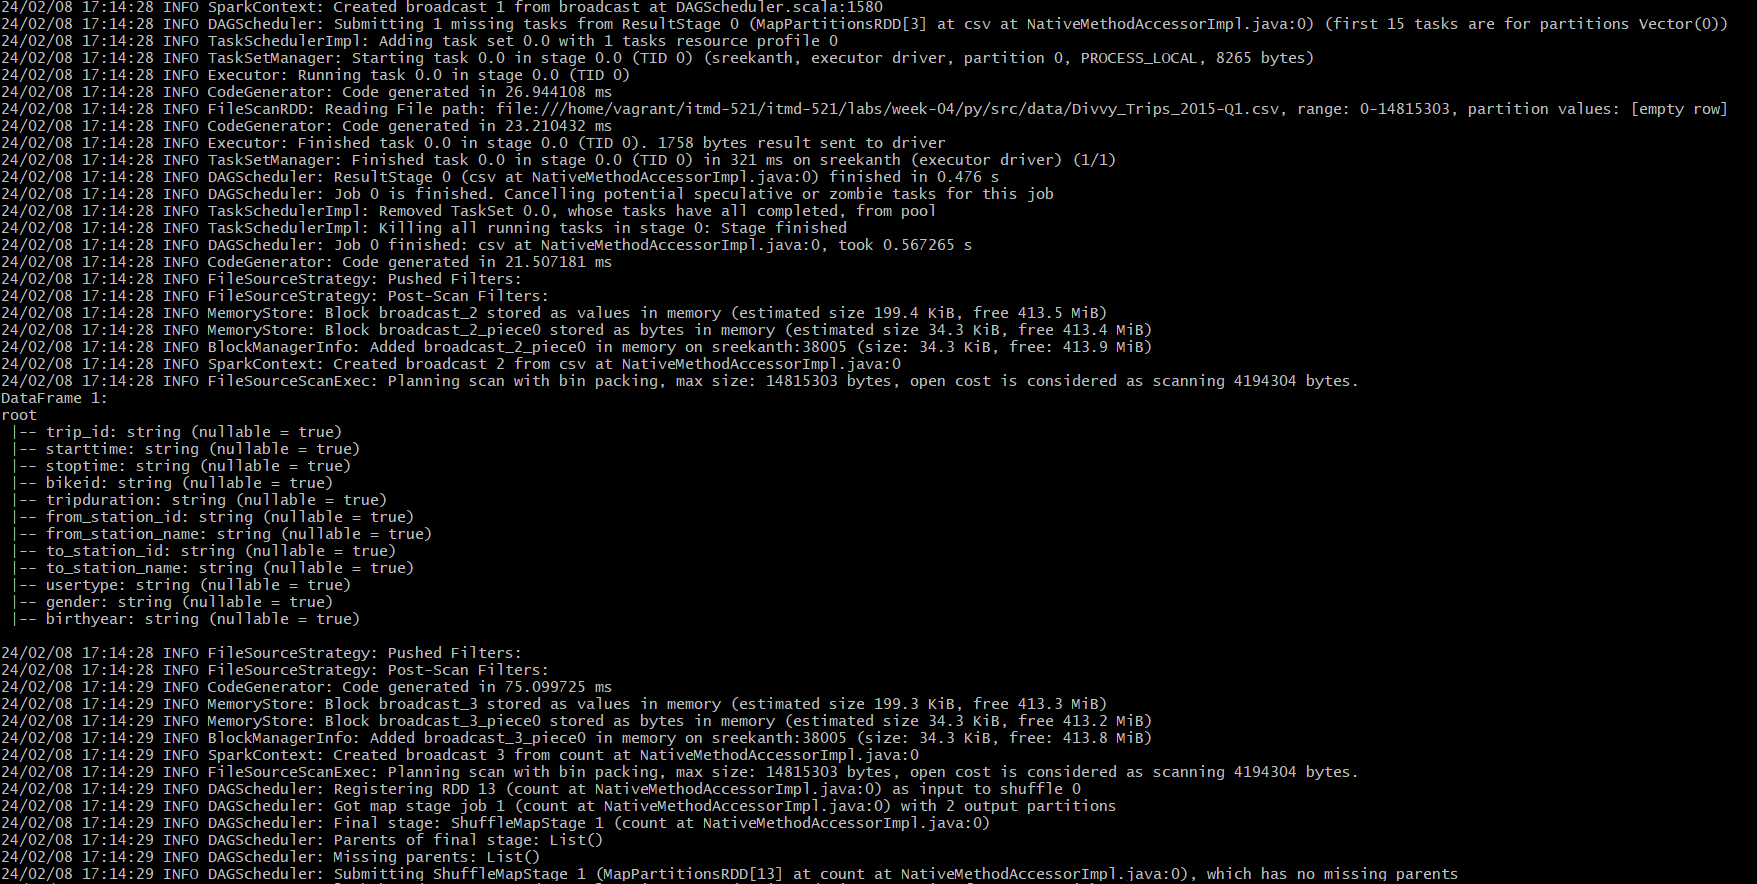 24/02/08 17:14:28 INFO SparkContext: Created broadcast 1 from broadcast at DAGScheduler.scala:1580
24/02/08 17:14:28 INFO DAGScheduler: Submitting 1 missing tasks from ResultStage 0 (MapPartitionsRDD[3] at csv at NativeMethodAccessorImpl.java:0) (first 15 tasks are for partitions Vector(0))
24/02/08 17:14:28 INFO TaskSchedulerImpl: Adding task set 0.0 with 1 tasks resource profile 0
24/02/08 17:14:28 INFO TaskSetManager: Starting task 0.0 in stage 0.0 (TID 0) (sreekanth, executor driver, partition 0, PROCESS_LOCAL, 8265 bytes)
24/02/08 17:14:28 INFO Executor: Running task 0.0 in stage 0.0 (TID 0)
24/02/08 17:14:28 INFO CodeGenerator: Code generated in 26.944108 ms
24/02/08 17:14:28 INFO FileScanRDD: Reading File path: file:///home/vagrant/itmd-521/itmd-521/labs/week-04/py/src/data/Divvy_Trips_2015-Q1.csv, range: 0-14815303, partition values: [empty row]
24/02/08 17:14:28 INFO CodeGenerator: Code generated in 23.210432 ms
24/02/08 17:14:28 INFO Executor: Finished task 0.0 in stage 0.0 (TID 0). 1758 bytes result sent to driver
24/02/08 17:14:28 INFO TaskSetManager: Finished task 0.0 in stage 0.0 (TID 0) in 321 ms on sreekanth (executor driver) (1/1)
24/02/08 17:14:28 INFO DAGScheduler: ResultStage 0 (csv at NativeMethodAccessorImpl.java:0) finished in 0.476 s
24/02/08 17:14:28 INFO DAGScheduler: Job 0 is finished. Cancelling potential speculative or zombie tasks for this job
24/02/08 17:14:28 INFO TaskSchedulerImpl: Removed TaskSet 0.0, whose tasks have all completed, from pool
24/02/08 17:14:28 INFO TaskSchedulerImpl: Killing all running tasks in stage 0: Stage finished
24/02/08 17:14:28 INFO DAGScheduler: Job 0 finished: csv at NativeMethodAccessorImpl.java:0, took 0.567265 s
24/02/08 17:14:28 INFO CodeGenerator: Code generated in 21.507181 ms
24/02/08 17:14:28 INFO FileSourceStrategy: Pushed Filters:
24/02/08 17:14:28 INFO FileSourceStrategy: Post-Scan Filters:
24/02/08 17:14:28 INFO MemoryStore: Block broadcast_2 stored as values in memory (estimated size 199.4 KiB, free 413.5 MiB)
24/02/08 17:14:28 INFO MemoryStore: Block broadcast_2_piece0 stored as bytes in memory (estimated size 34.3 KiB, free 413.4 MiB)
24/02/08 17:14:28 INFO BlockManagerInfo: Added broadcast_2_piece0 in memory on sreekanth:38005 (size: 34.3 KiB, free: 413.9 MiB)
24/02/08 17:14:28 INFO SparkContext: Created broadcast 2 from csv at NativeMethodAccessorImpl.java:0
24/02/08 17:14:28 INFO FileSourceScanExec: Planning scan with bin packing, max size: 14815303 bytes, open cost is considered as scanning 4194304 bytes.
DataFrame 1:
root
 |-- trip_id: string (nullable = true)
 |-- starttime: string (nullable = true)
 |-- stoptime: string (nullable = true)
 |-- bikeid: string (nullable = true)
 |-- tripduration: string (nullable = true)
 |-- from_station_id: string (nullable = true)
 |-- from_station_name: string (nullable = true)
 |-- to_station_id: string (nullable = true)
 |-- to_station_name: string (nullable = true)
 |-- usertype: string (nullable = true)
 |-- gender: string (nullable = true)
 |-- birthyear: string (nullable = true)
24/02/08 17:14:28 INFO FileSourceStrategy: Pushed Filters:
24/02/08 17:14:28 INFO FileSourceStrategy: Post-Scan Filters:
24/02/08 17:14:29 INFO CodeGenerator: Code generated in 75.099725 ms
24/02/08 17:14:29 INFO MemoryStore: Block broadcast_3 stored as values in memory (estimated size 199.3 KiB, free 413.3 MiB)
24/02/08 17:14:29 INFO MemoryStore: Block broadcast_3_piece0 stored as bytes in memory (estimated size 34.3 KiB, free 413.2 MiB)
24/02/08 17:14:29 INFO BlockManagerInfo: Added broadcast_3_piece0 in memory on sreekanth:38005 (size: 34.3 KiB, free: 413.8 MiB)
24/02/08 17:14:29 INFO SparkContext: Created broadcast 3 from count at NativeMethodAccessorImpl.java:0
24/02/08 17:14:29 INFO FileSourceScanExec: Planning scan with bin packing, max size: 14815303 bytes, open cost is considered as scanning 4194304 bytes.
24/02/08 17:14:29 INFO DAGScheduler: Registering RDD 13 (count at NativeMethodAccessorImpl.java:0) as input to shuffle 0
24/02/08 17:14:29 INFO DAGScheduler: Got map stage job 1 (count at NativeMethodAccessorImpl.java:0) with 2 output partitions
24/02/08 17:14:29 INFO DAGScheduler: Final stage: ShuffleMapStage 1 (count at NativeMethodAccessorImpl.java:0)
24/02/08 17:14:29 INFO DAGScheduler: Parents of final stage: List()
24/02/08 17:14:29 INFO DAGScheduler: Missing parents: List()
24/02/08 17:14:29 INFO DAGScheduler: Submitting ShuffleMapStage 1 (MapPartitionsRDD[13] at count at NativeMethodAccessorImpl.java:0), which has no missing parents